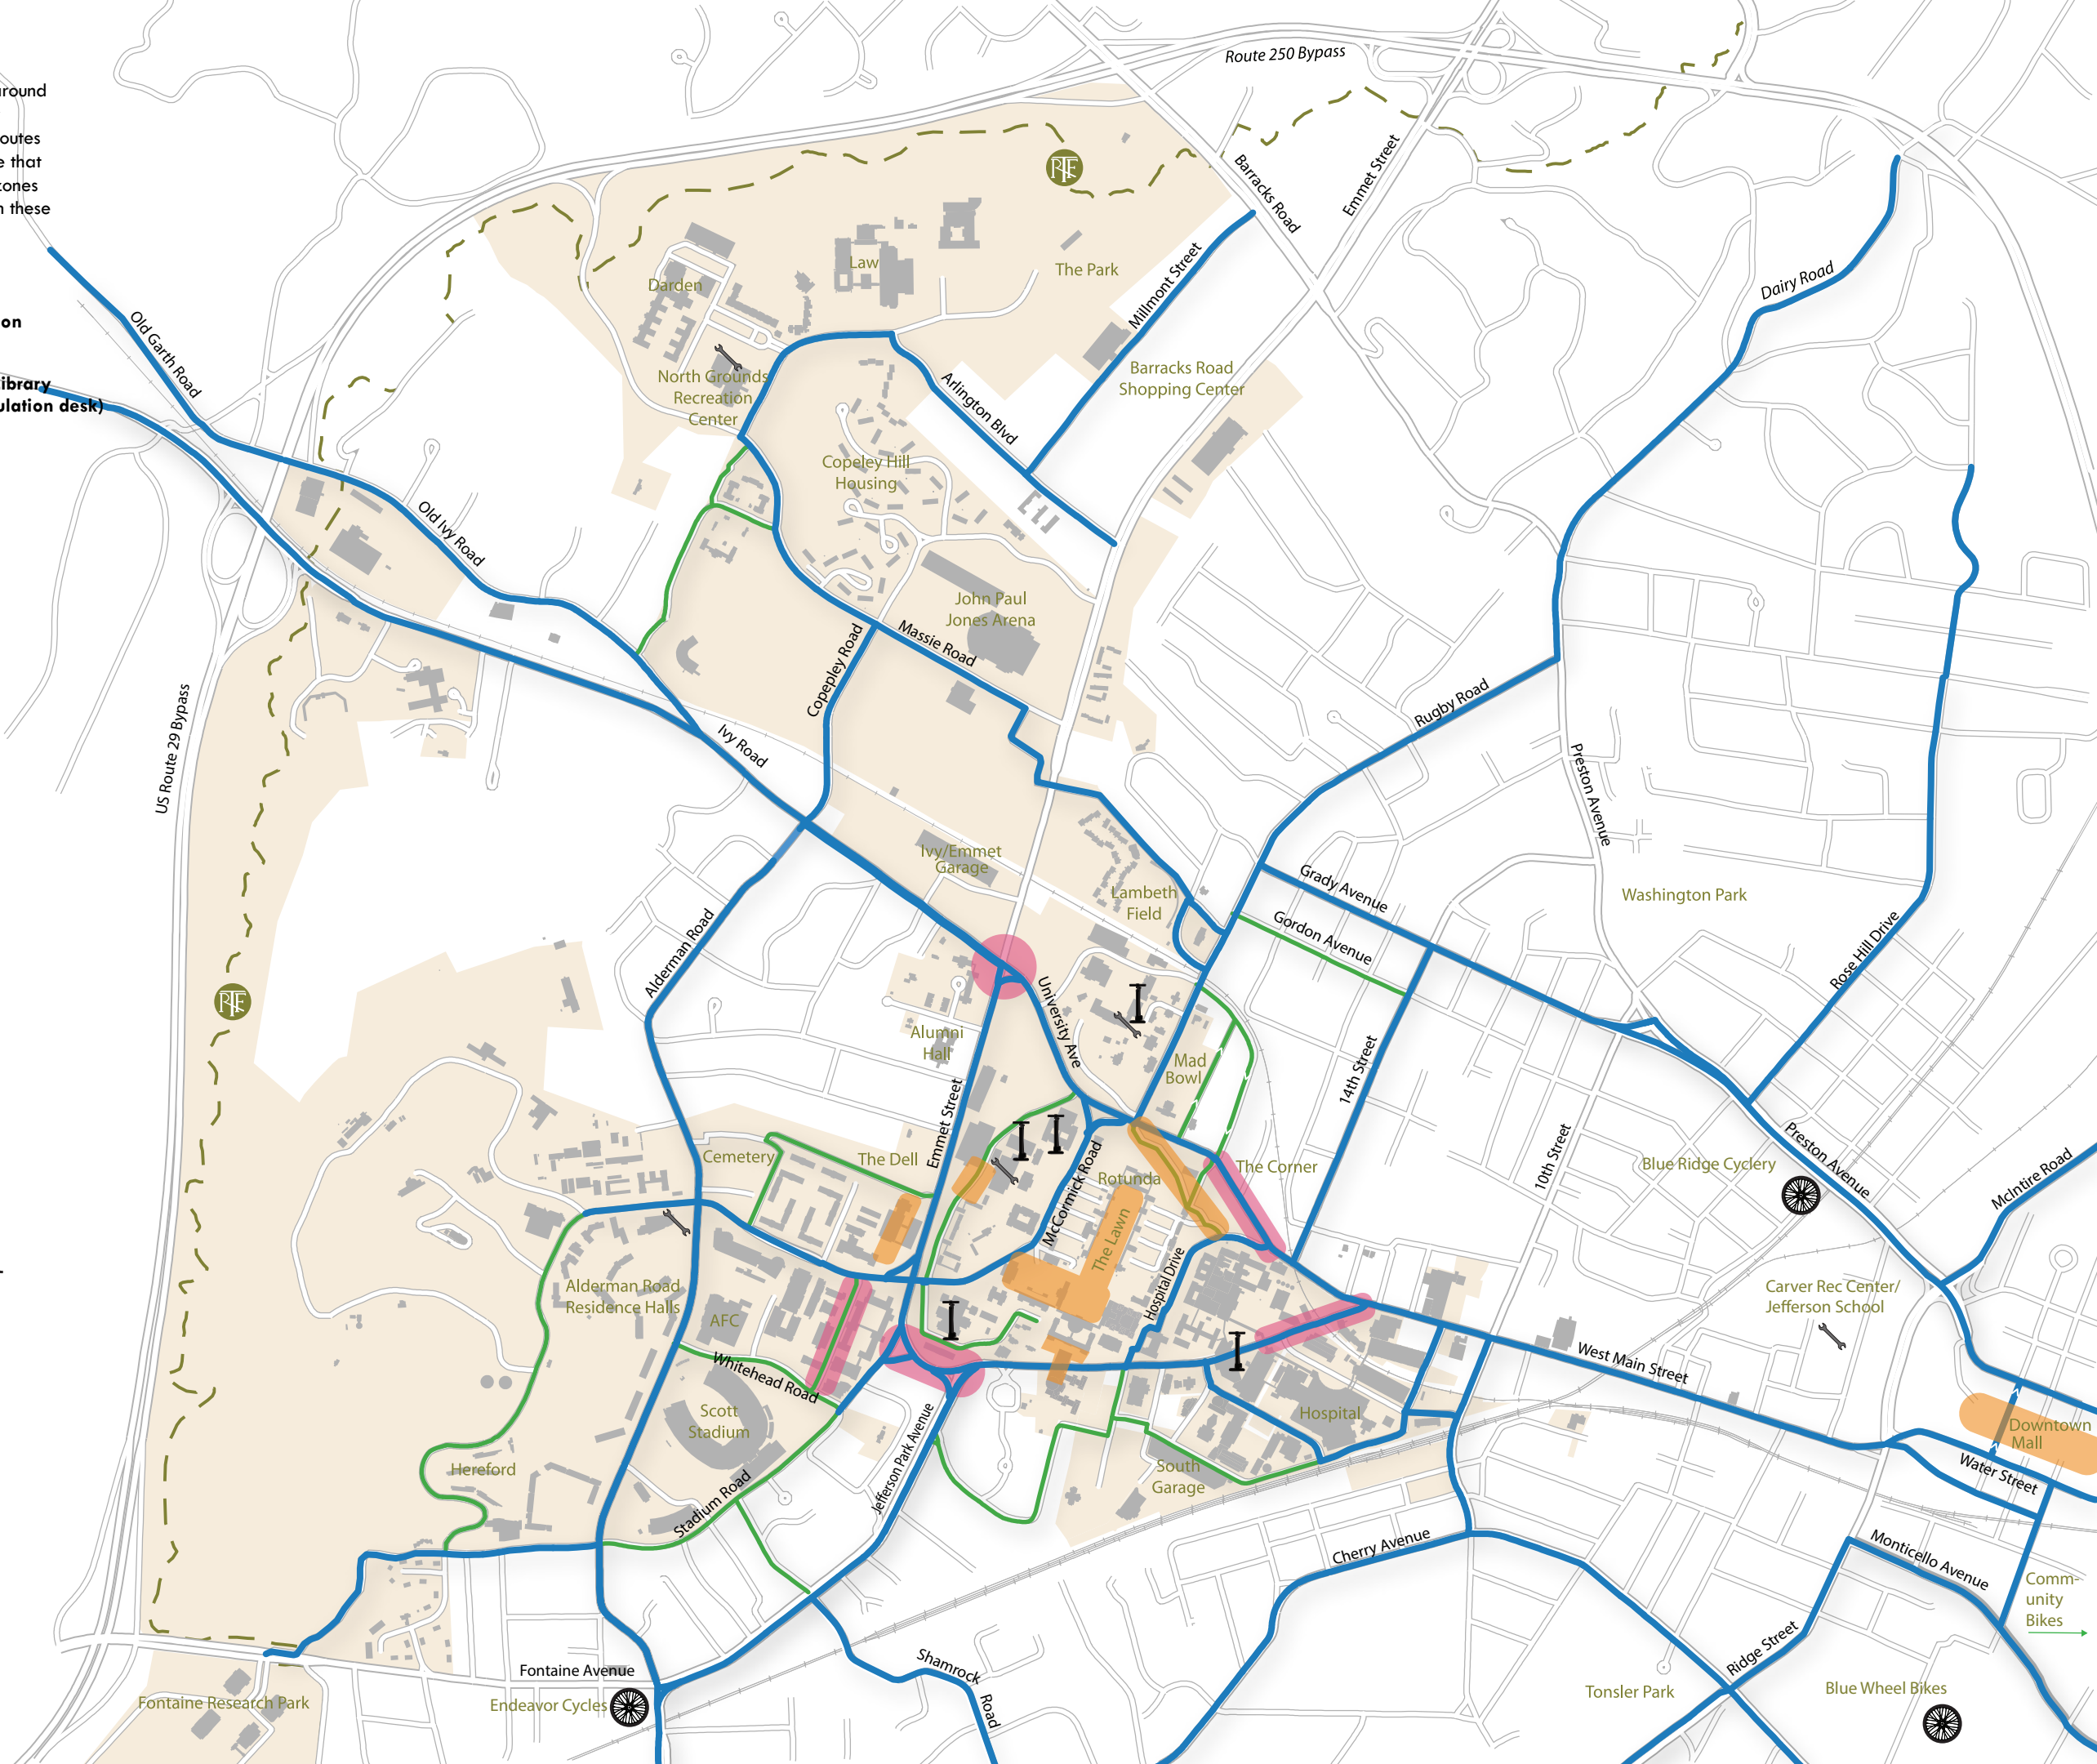 around
outes
e that
zones
n these
on
ibrary
ulation desk)
Route 250 Bypass
Barracks Road
Emmet Street
RTF
Law
Darden
The Park
Millmont Street
Dairy Road
Old Garth Road
North Grounds
Recreation
Center
Barracks Road
Shopping Center
Arlington Blvd
Copeley Hill
Housing
Old Ivy Road
John Paul
Jones Arena
Massie Road
Copepley Road
Rugby Road
Ivy Road
US Route 29 Bypass
Preston Avenue
Ivy/Emmet
Garage
Lambeth
Field
Grady Avenue
Gordon Avenue
Washington Park
Alderman Road
Rose Hill Drive
RTF
University Ave
Alumni
Hall
Mad
Bowl
14th Street
Emmet Street
Cemetery
The Dell
McCormick Road
Rotunda
The Corner
10th Street
Blue Ridge Cyclery
Preston Avenue
McIntire Road
The Lawn
Hospital Drive
Alderman Road
Residence Halls
AFC
Carver Rec Center/
Jefferson School
Whitehead Road
West Main Street
Scott
Stadium
Hospital
Downtown
Mall
Jefferson Park Avenue
Hereford
South
Garage
Water Street
Stadium Road
Cherry Avenue
Monticello Avenue
Comm-
unity
Bikes
Ridge Street
Fontaine Avenue
Shamrock
Road
Endeavor Cycles
Fontaine Research Park
Tonsler Park
Blue Wheel Bikes